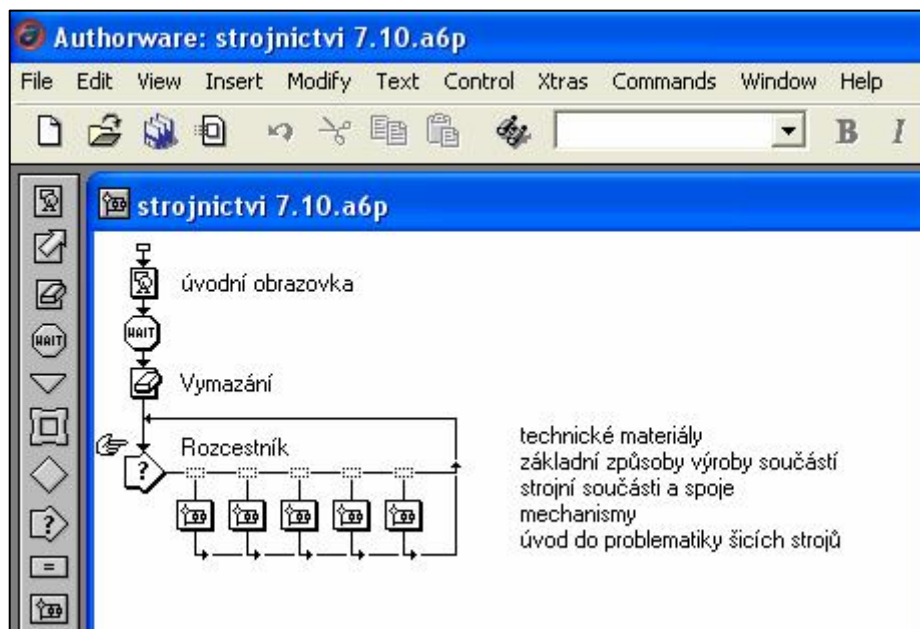 Authorware: strojnictvi 7.10.a6p
File Edit View Insert Modify Text Control Xtras Commands Window Help
B I
strojnictvi 7.10.a6p
úvodní obrazovka
WAIT
WAIT
Vymazání
Rozcestník
?
?
=
technické materiály
základní způsoby výroby součástí
strojní součásti a spoje
mechanismy
úvod do problematiky šicích strojů